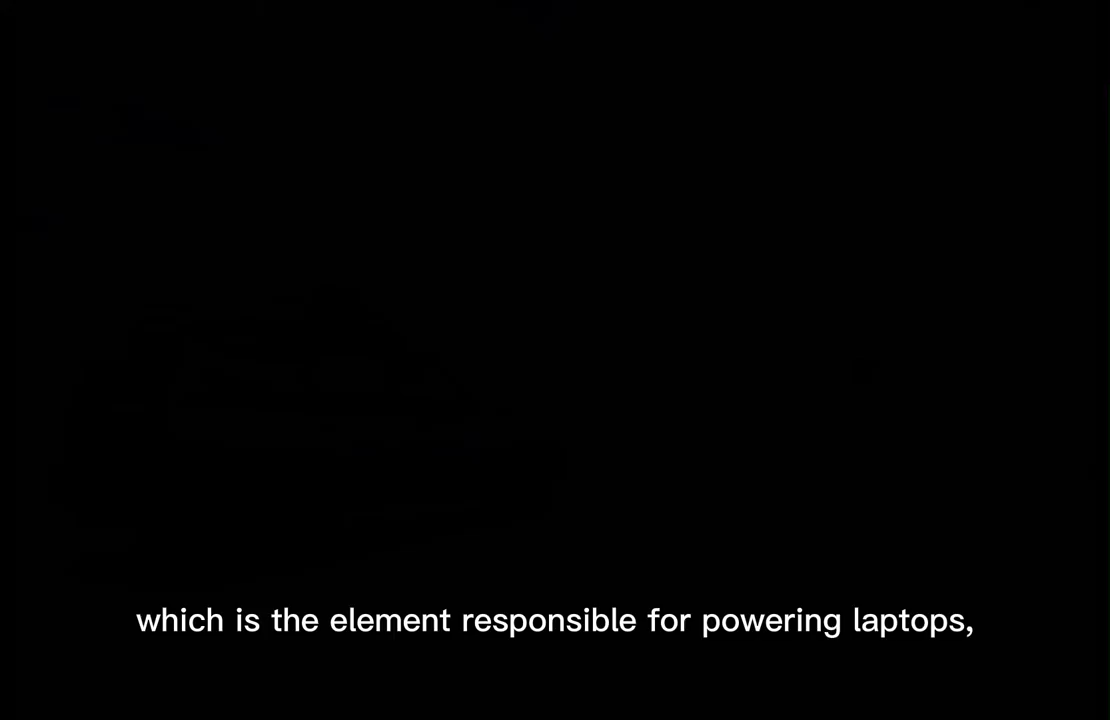 which is the element responsible for powering laptops,